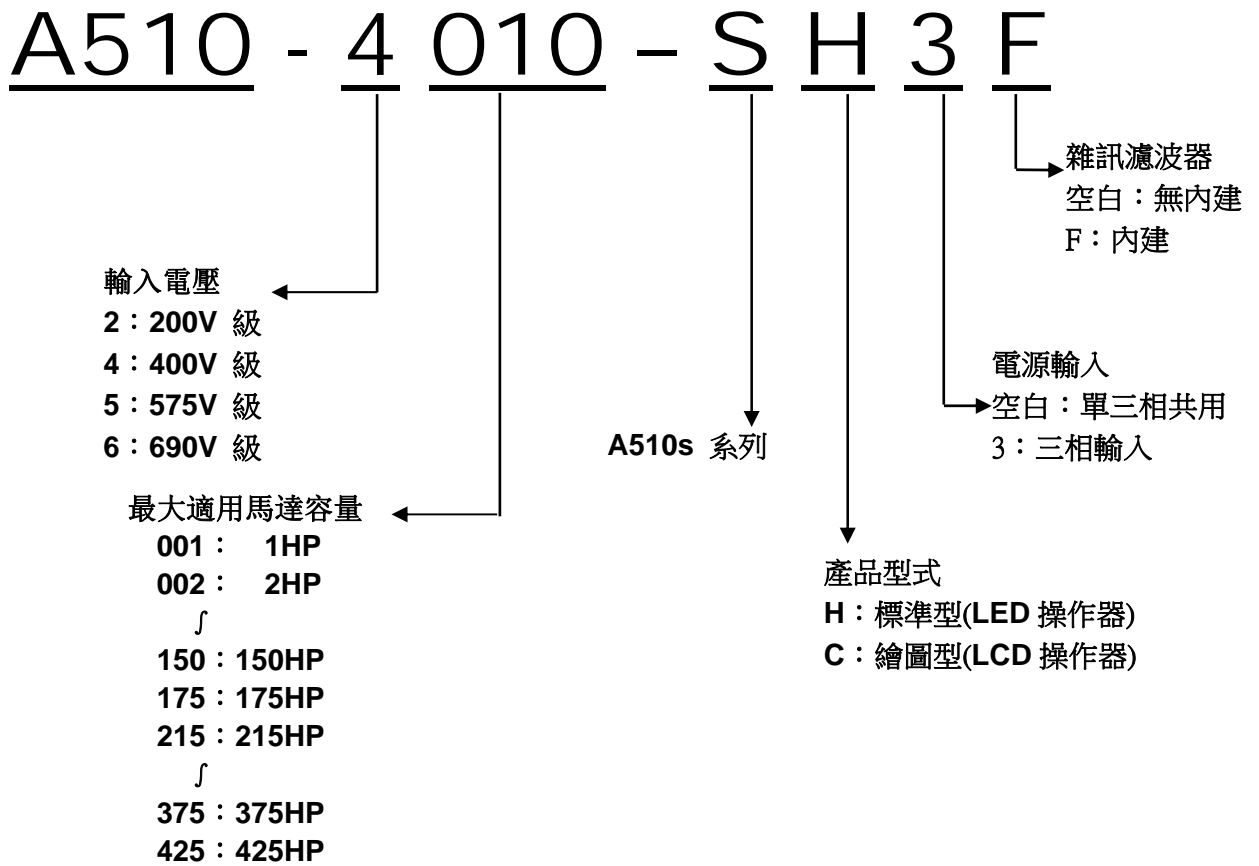 A510 - 4 010 – S H 3 F
雜訊濾波器
空白：無內建
F：內建
輸入電壓
2：200V 級
4：400V 級
5：575V 級
6：690V 級
電源輸入
空白：單三相共用
3：三相輸入
A510s 系列
最大適用馬達容量
001： 1HP
002： 2HP
∫
150：150HP
175：175HP
215：215HP
∫
375：375HP
425：425HP
產品型式
H：標準型(LED 操作器)
C：繪圖型(LCD 操作器)